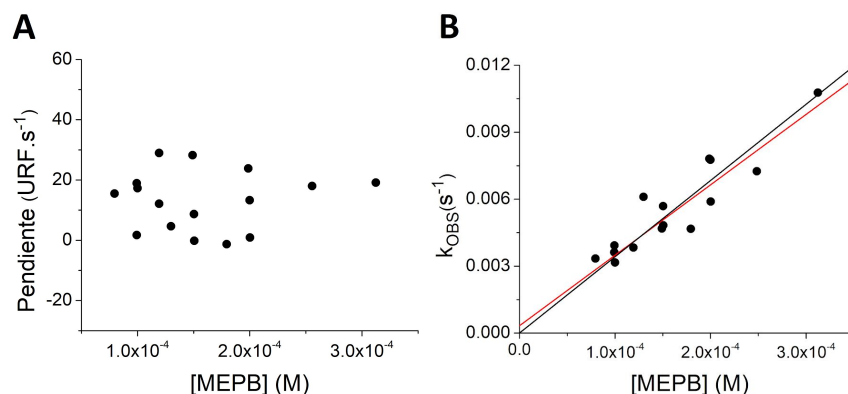 A
B
Pendiente (URF.s⁻¹)
60
40
20
0
-20
1.0x10⁻⁴
2.0x10⁻⁴
3.0x10⁻⁴
[MEPB] (M)
k_OBS(s⁻¹)
0.012
0.009
0.006
0.003
0.000
0.0
1.0x10⁻⁴
2.0x10⁻⁴
3.0x10⁻⁴
[MEPB] (M)